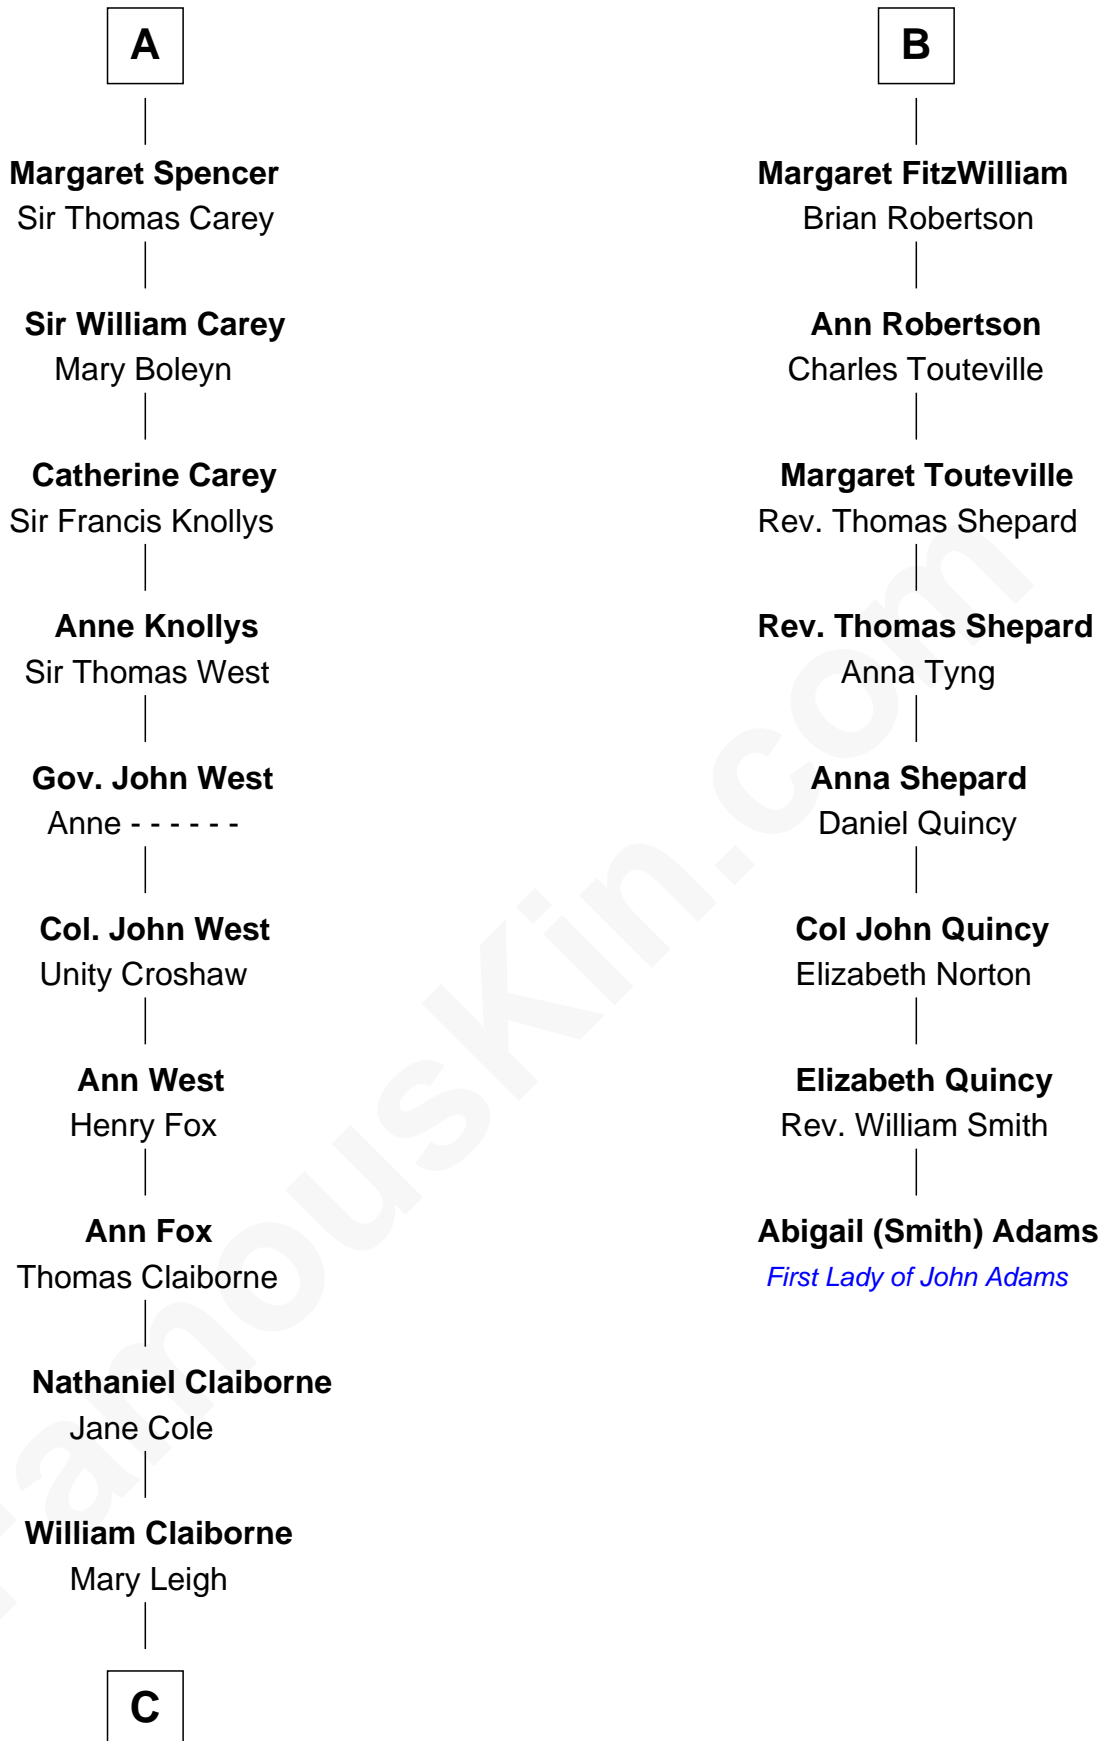 A
Margaret Spencer
Sir Thomas Carey
Sir William Carey
Mary Boleyn
Catherine Carey
Sir Francis Knollys
Anne Knollys
Sir Thomas West
Gov. John West
Anne - - - - - -
Col. John West
Unity Croshaw
Ann West
Henry Fox
Ann Fox
Thomas Claiborne
Nathaniel Claiborne
Jane Cole
William Claiborne
Mary Leigh
C
B
Margaret FitzWilliam
Brian Robertson
Ann Robertson
Charles Touteville
Margaret Touteville
Rev. Thomas Shepard
Rev. Thomas Shepard
Anna Tyng
Anna Shepard
Daniel Quincy
Col John Quincy
Elizabeth Norton
Elizabeth Quincy
Rev. William Smith
Abigail (Smith) Adams
First Lady of John Adams
FamousKin.com